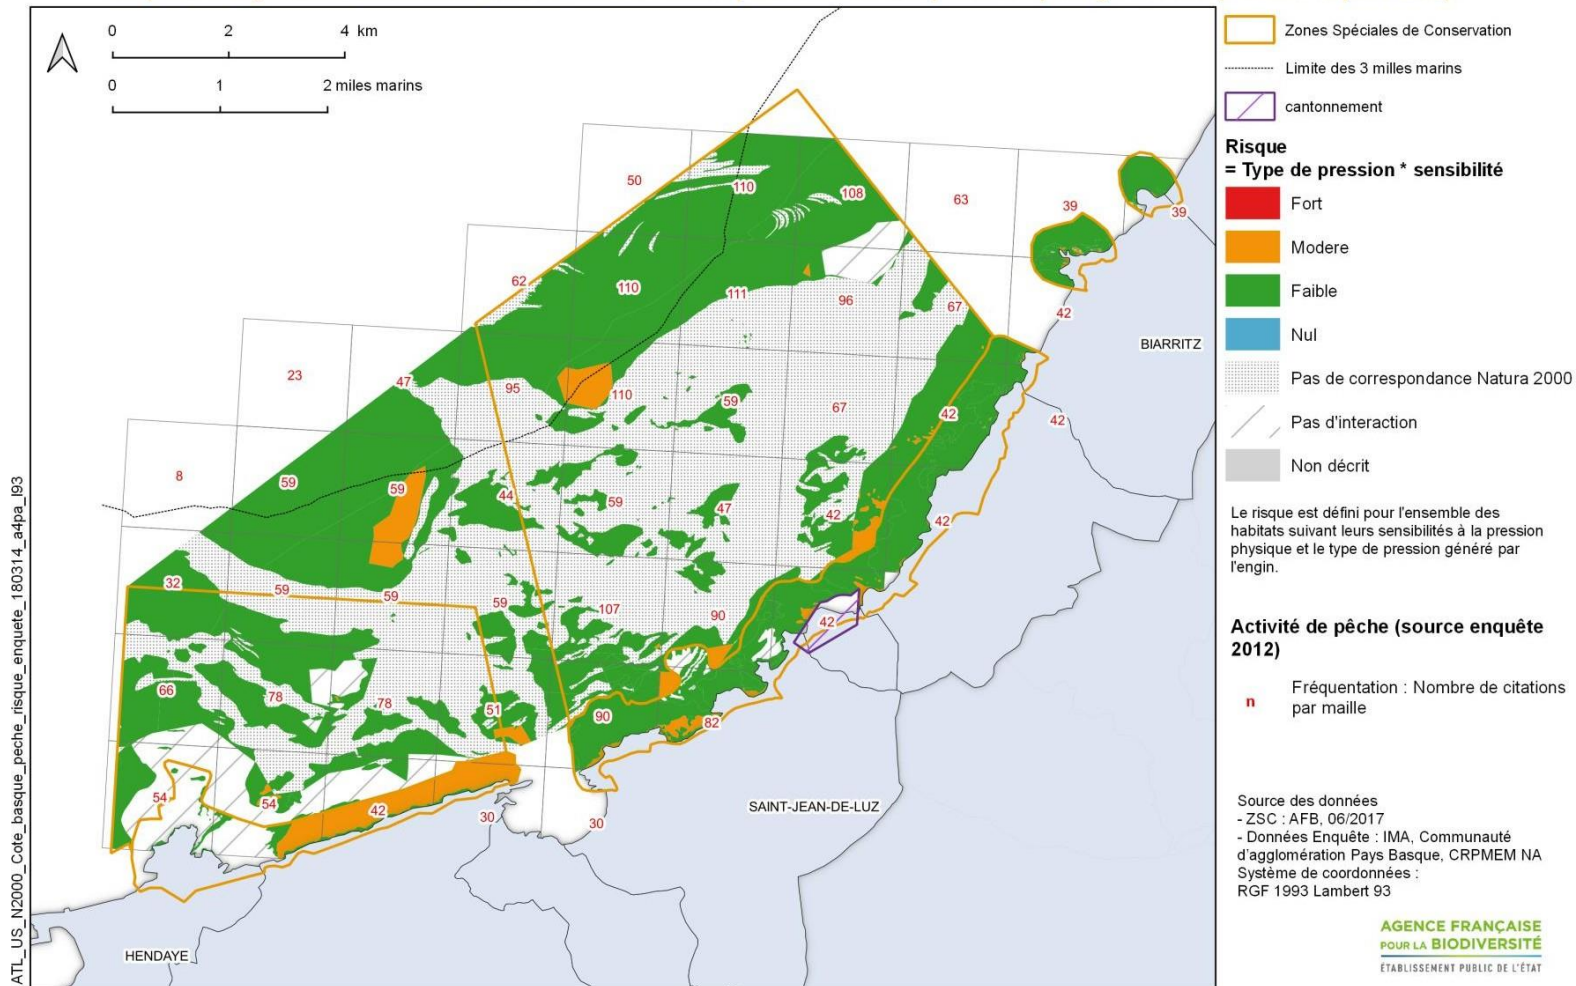 0 2 4 km
0 1 2 miles marins
50
110
108
63
39
39
62
110
111
96
67
42
BIARRITZ
23
47
95
110
59
67
42
42
8
59
59
44
59
47
42
42
32
59
59
59
107
90
42
66
78
78
51
90
82
54
54
42
30
30
SAINT-JEAN-DE-LUZ
HENDAYE
ATL_US_N2000_Cote_basque_peche_risque_enquete_180314_a4pa_l93
Zones Spéciales de Conservation
Limite des 3 milles marins
cantonnement
Risque
= Type de pression * sensibilité
Fort
Modere
Faible
Nul
Pas de correspondance Natura 2000
Pas d'interaction
Non décrit
Le risque est défini pour l'ensemble des
habitats suivant leurs sensibilités à la pression
physique et le type de pression généré par
l'engin.
Activité de pêche (source enquête
2012)
n Fréquentation : Nombre de citations
par maille
Source des données
- ZSC : AFB, 06/2017
- Données Enquête : IMA, Communauté
d'agglomération Pays Basque, CRPMEM NA
Système de coordonnées :
RGF 1993 Lambert 93
AGENCE FRANÇAISE
POUR LA BIODIVERSITÉ
ÉTABLISSEMENT PUBLIC DE L'ÉTAT